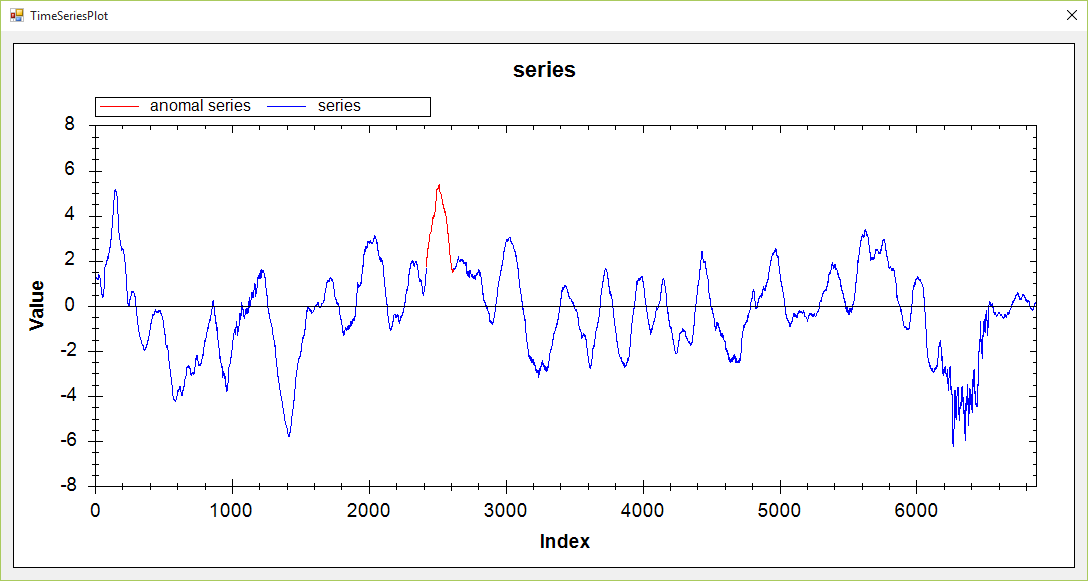 TimeSeriesPlot
series
anomal series series
8
6
4
2
0
-2
-4
-6
-8
Value
0 1000 2000 3000 4000 5000 6000
Index